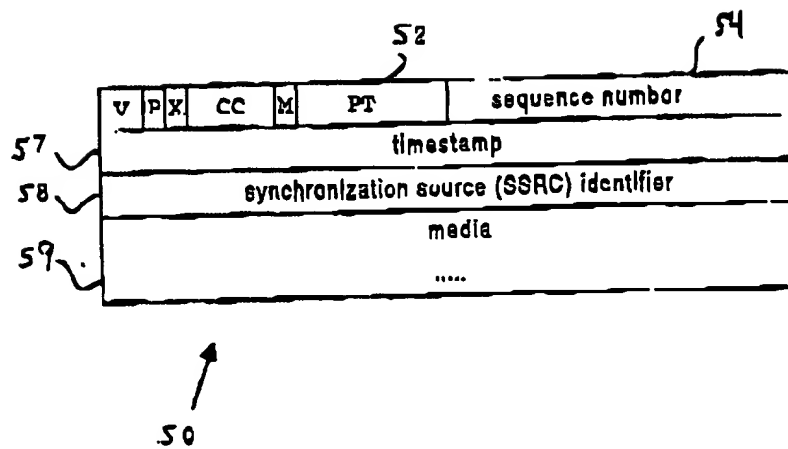 52
54
V P X CC M PT sequence number
57
timestamp
58
synchronization source (SSRC) identifier
media
59
.....
50